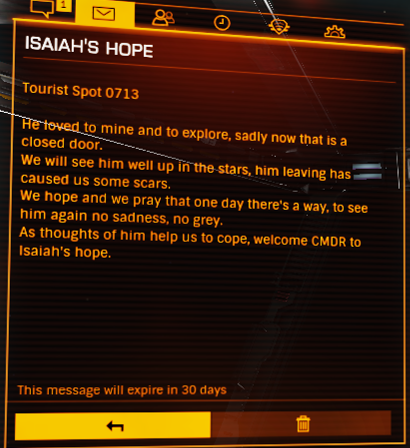 1
ISAIAH'S HOPE
Tourist Spot 0713
He loved to mine and to explore, sadly now that is a
closed door.
We will see him well up in the stars, him leaving has
caused us some scars.
We hope and we pray that one day there's a way, to see
him again no sadness, no grey.
As thoughts of him help us to cope, welcome CMDR to
Isaiah's hope.
This message will expire in 30 days